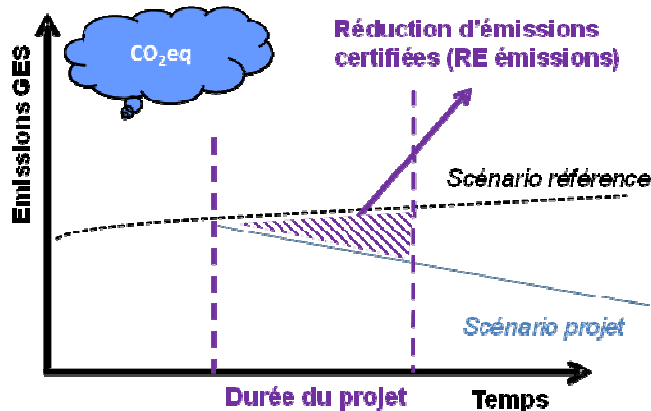 CO₂eq
Réduction d'émissions
certifiées (RE émissions)
Emissions GES
Scénario référence
Scénario projet
Durée du projet
Temps